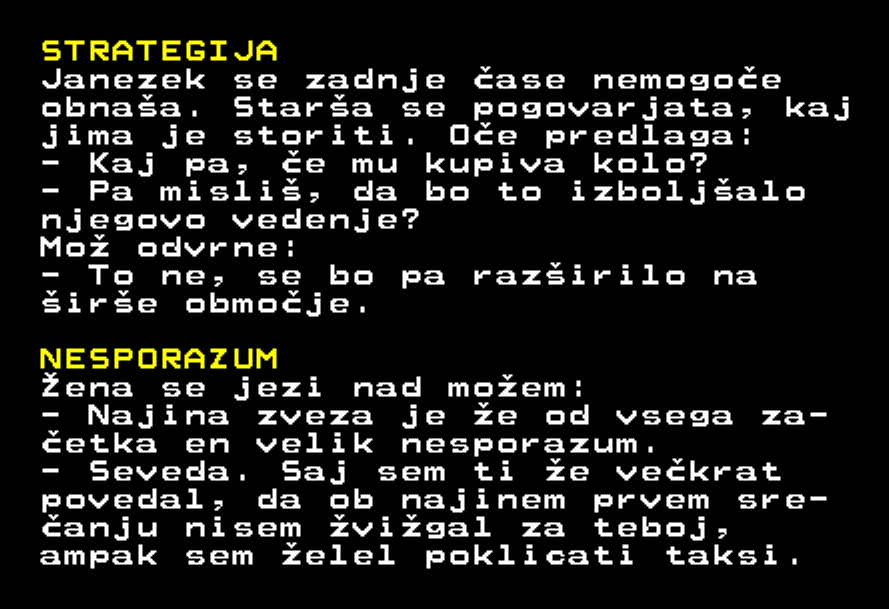 STRATEGIJA
Janezek se zadnje čase nemogoče
obnaša. Starša se pogovarjata, kaj
jima je storiti. Oče predlaga:
- Kaj pa, če mu kupiva kolo?
- Pa misliš, da bo to izboljšalo
njegovo vedenje?
Mož odvrne:
- To ne, se bo pa razširilo na
širše območje.
NESPORAZUM
Žena se jezi nad možem:
- Najina zveza je že od vsega za-
četka en velik nesporazum.
- Seveda. Saj sem ti že večkrat
povedal, da ob najinem prvem sre-
čanju nisem žvižgal za teboj,
ampak sem želel poklicati taksi.